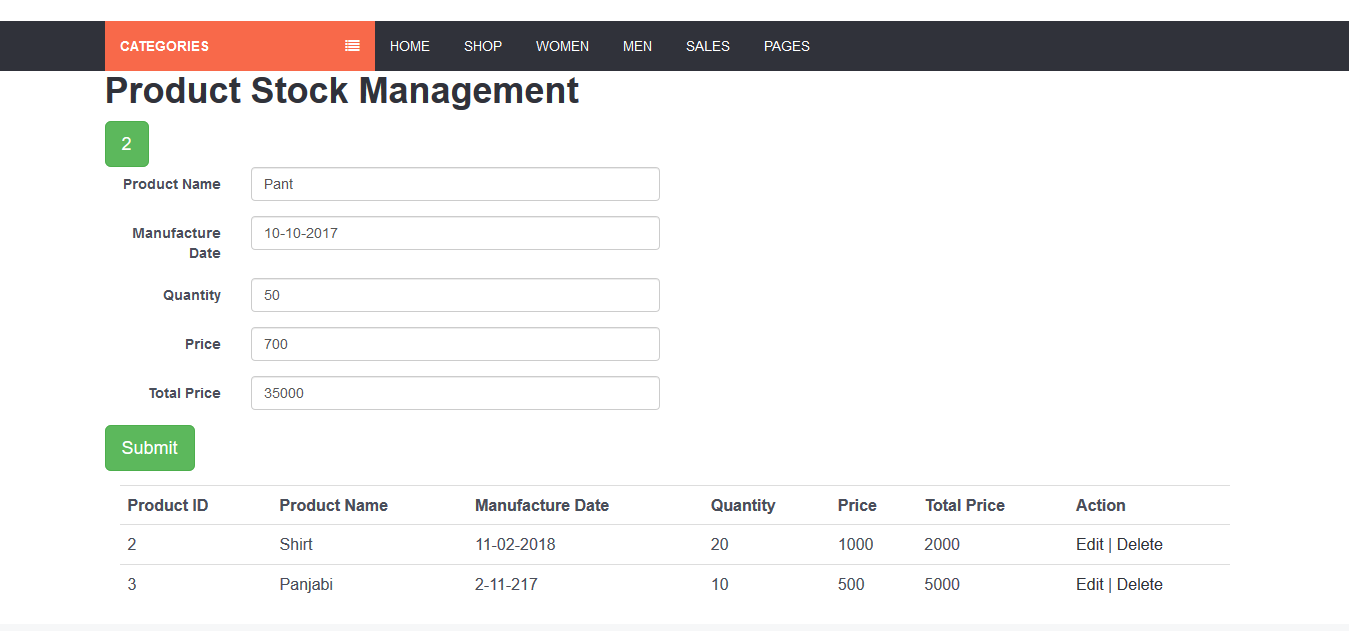 CATEGORIES HOME SHOP WOMEN MEN SALES PAGES
Product Stock Management
2
Product Name Pant
Manufacture Date 10-10-2017
Quantity 50
Price 700
Total Price 35000
Submit
Product ID Product Name Manufacture Date Quantity Price Total Price Action
2 Shirt 11-02-2018 20 1000 2000 Edit | Delete
3 Panjabi 2-11-217 10 500 5000 Edit | Delete